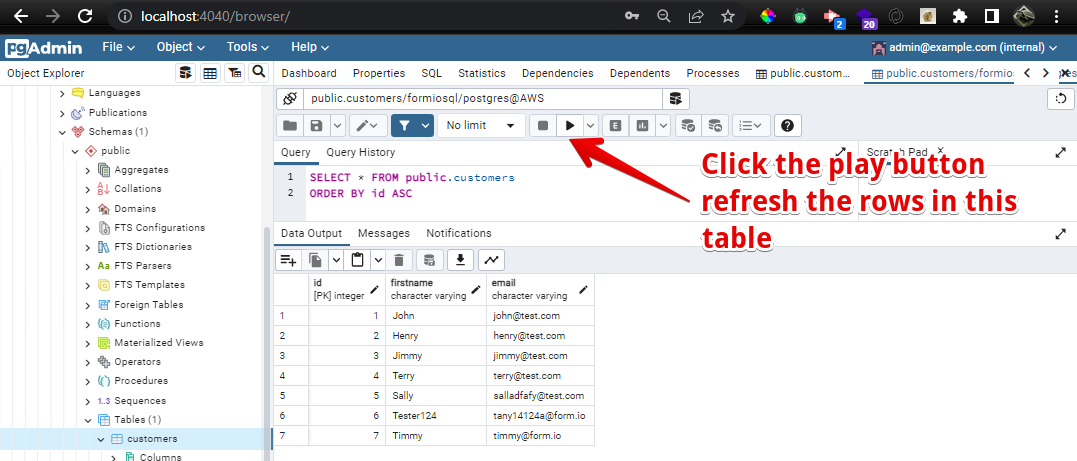 localhost:4040/browser/
2
20
pgAdmin
File
Object
Tools
Help
admin@example.com (internal)
Object Explorer
Dashboard
Properties
SQL
Statistics
Dependencies
Dependents
Processes
public.custom...
public.customers/formios
Languages
Publications
Schemas (1)
public
Aggregates
Collations
Domains
FTS Configurations
FTS Dictionaries
Aa FTS Parsers
FTS Templates
Foreign Tables
Functions
Materialized Views
Operators
Procedures
1..3 Sequences
Tables (1)
customers
Columns
public.customers/formiosql/postgres@AWS
No limit
E
Query
Query History
Scratch Pad
1 SELECT * FROM public.customers
2 ORDER BY id ASC
Click the play button
refresh the rows in this
table
Data Output
Messages
Notifications
id
[PK] integer
firstname
character varying
email
character varying
1 1 John john@test.com
2 2 Henry henry@test.com
3 3 Jimmy jimmy@test.com
4 4 Terry terry@test.com
5 5 Sally salladfafy@test.com
6 6 Tester124 tany14124a@form.io
7 7 Timmy timmy@form.io